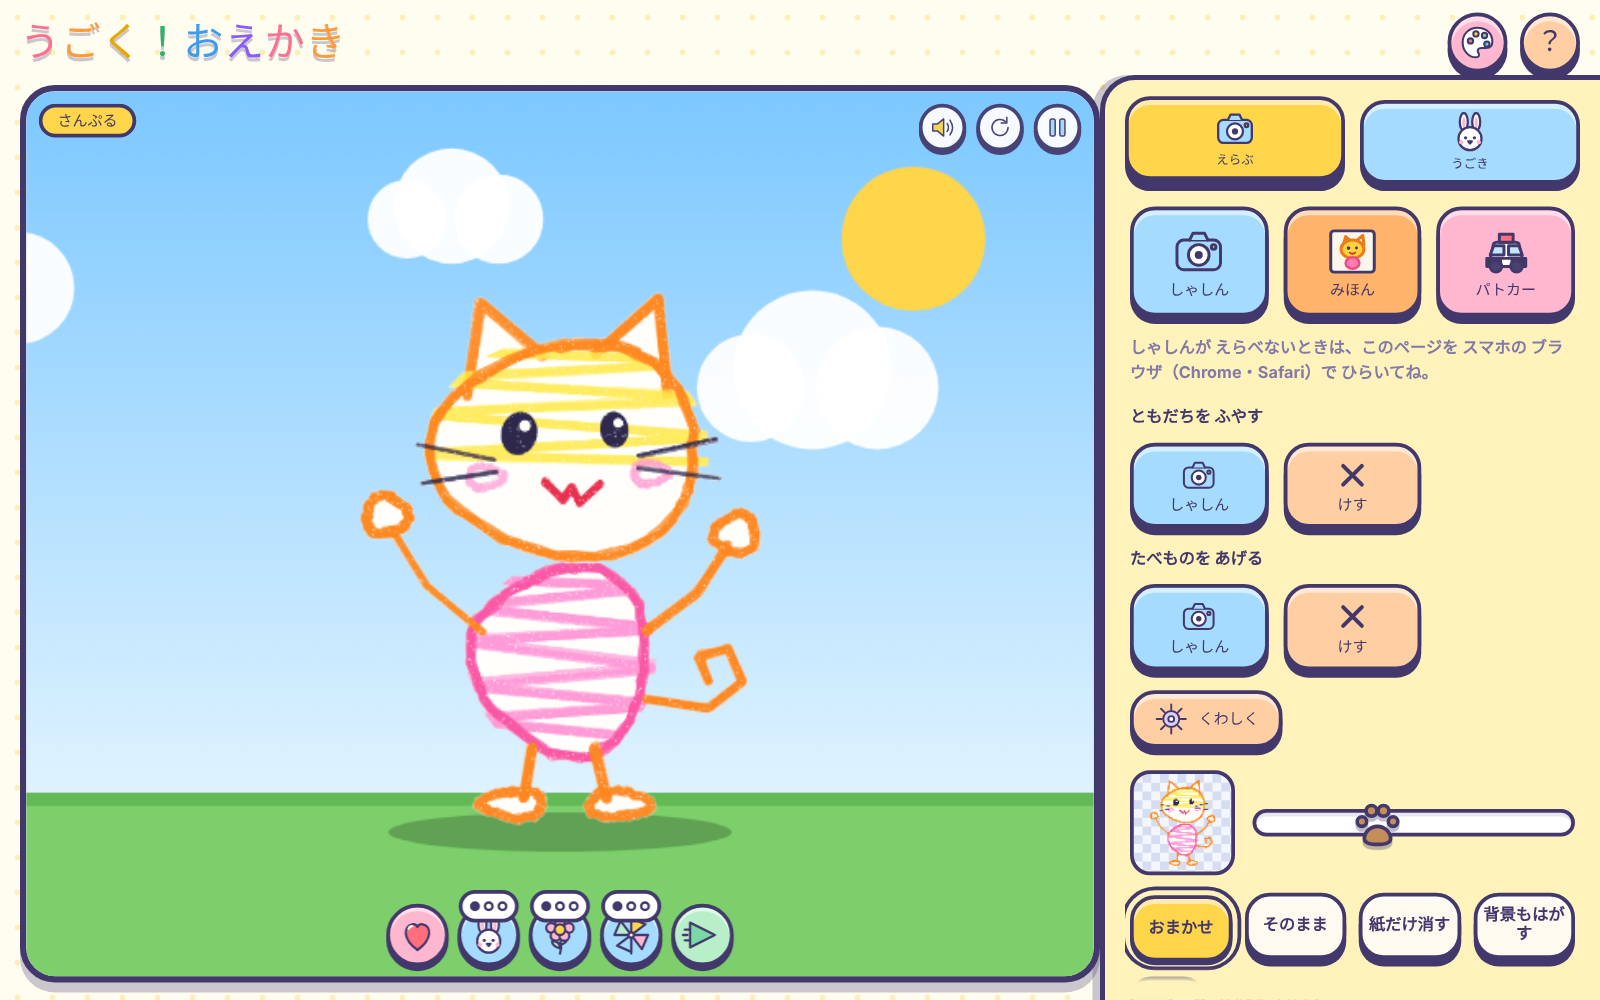 うごく！おえかき
?
さんぷる
えらぶ
うごき
しゃしん
みほん
パトカー
しゃしんが えらべないときは、このページを スマホの ブラ
ウザ（Chrome・Safari）で ひらいてね。
ともだちを ふやす
しゃしん
けす
たべものを あげる
しゃしん
けす
くわしく
おまかせ
そのまま
紙だけ消す
背景もはが
す